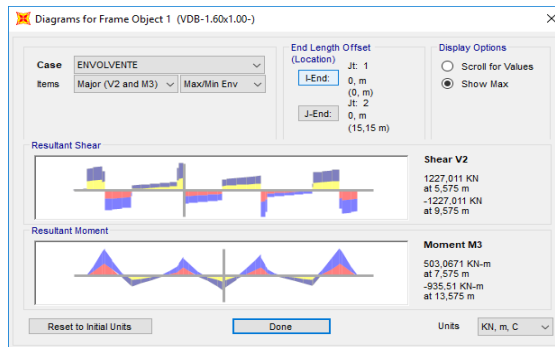 Diagrams for Frame Object 1 (VDB-1.60x1.00-)
Case ENVOLVENTE
Items Major (V2 and M3) Max/Min Env
End Length Offset
(Location)
I-End:
Jt: 1
0, m
(0, m)
J-End:
Jt: 2
0, m
(15,15 m)
Display Options
Scroll for Values
Show Max
Resultant Shear
Shear V2
1227,011 KN
at 5,575 m
-1227,011 KN
at 9,575 m
Resultant Moment
Moment M3
503,0671 KN-m
at 7,575 m
-935,51 KN-m
at 13,575 m
Reset to Initial Units Done Units KN, m, C